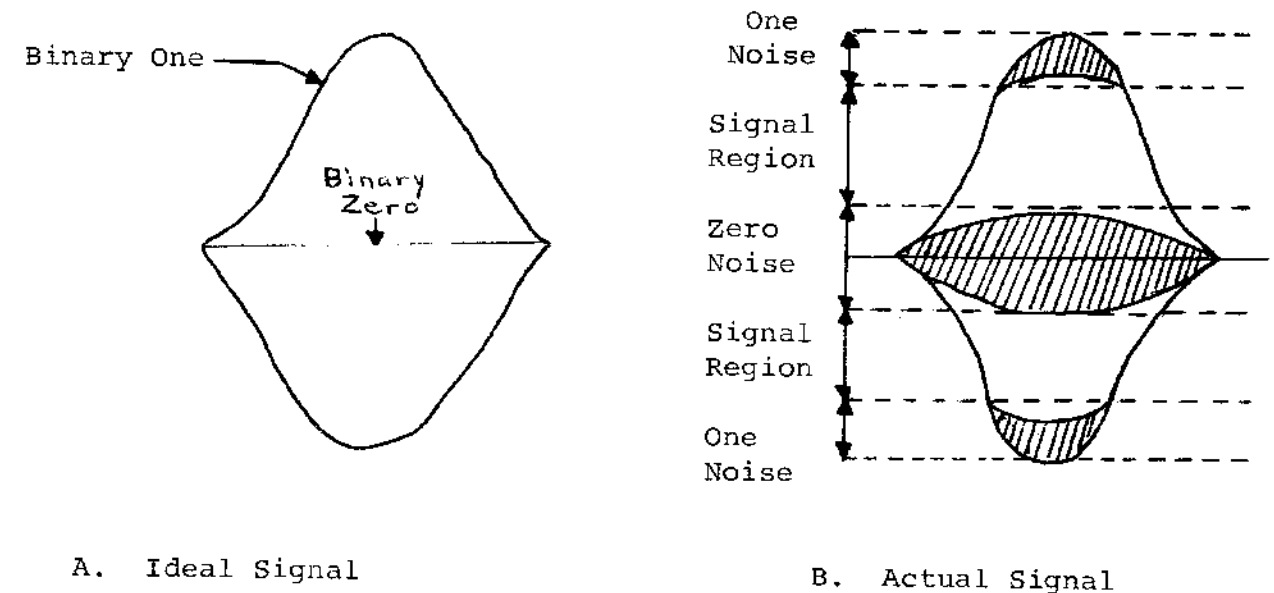 Binary One
Binary
Zero
A. Ideal Signal
One
Noise
Signal
Region
Zero
Noise
Signal
Region
One
Noise
B. Actual Signal